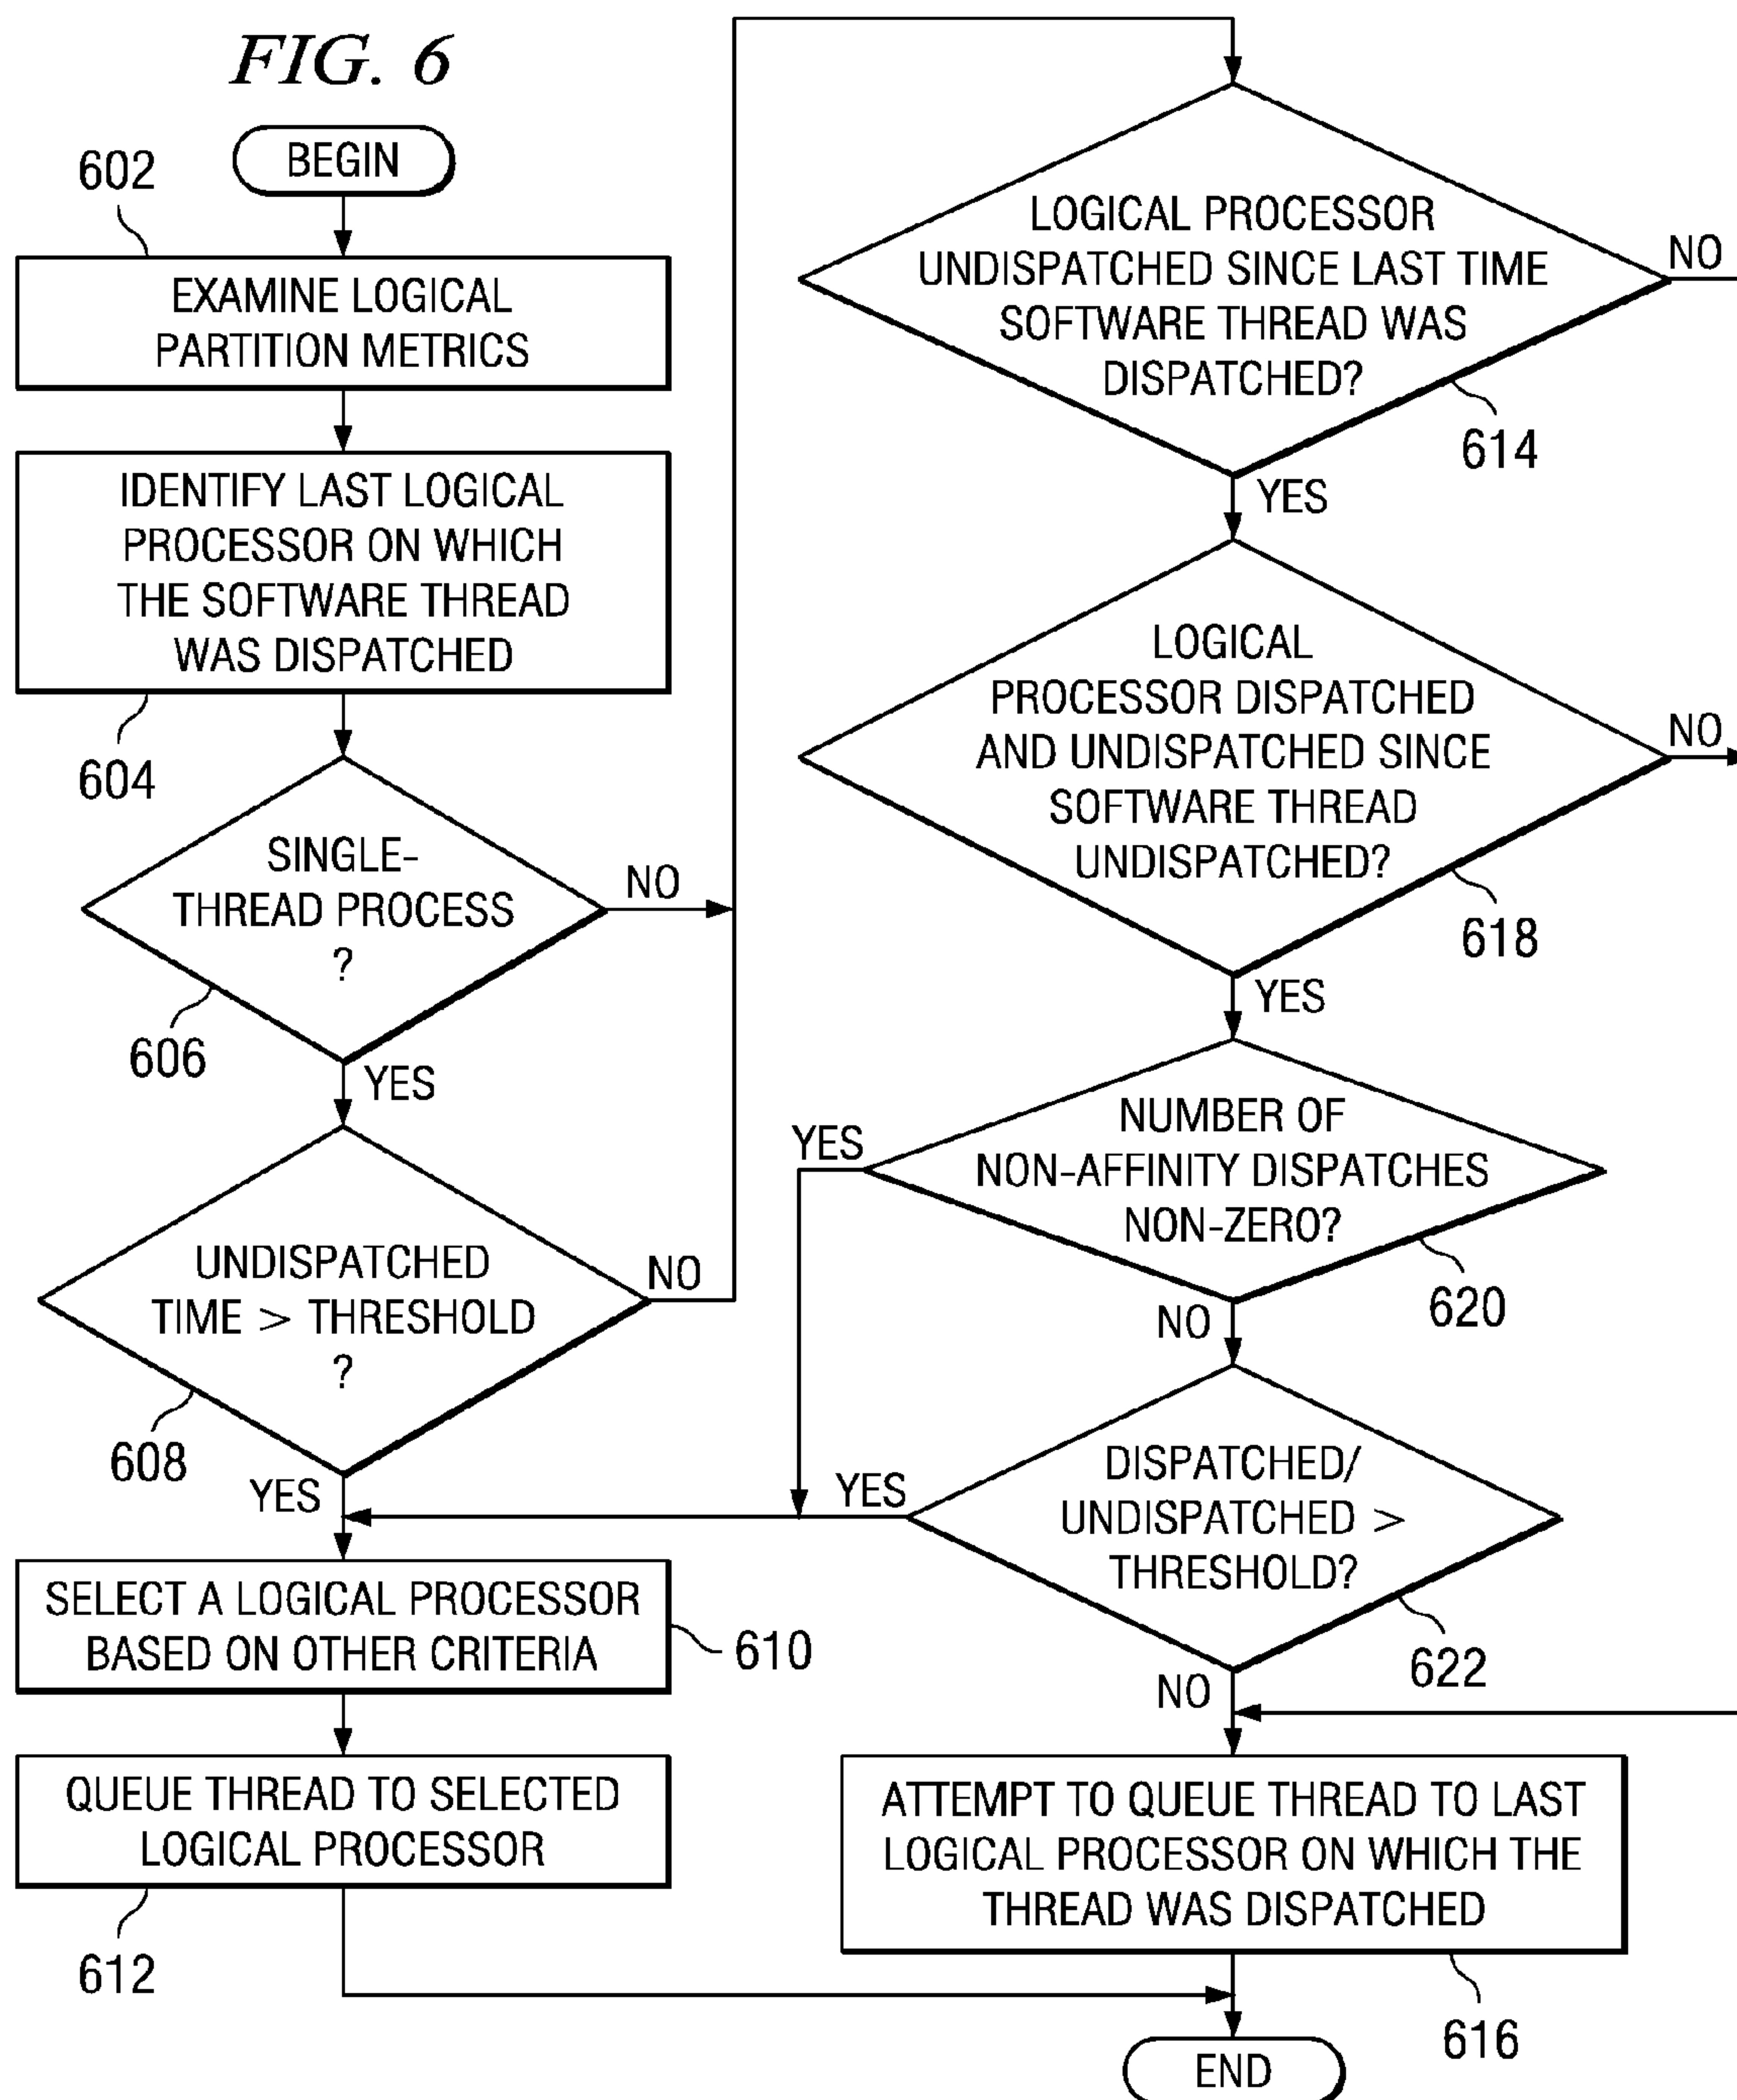 FIG. 6
BEGIN
602
EXAMINE LOGICAL
PARTITION METRICS
IDENTIFY LAST LOGICAL
PROCESSOR ON WHICH
THE SOFTWARE THREAD
WAS DISPATCHED
604
SINGLE-
THREAD PROCESS
?
NO
606
YES
UNDISPATCHED
TIME > THRESHOLD
?
NO
608
YES
SELECT A LOGICAL PROCESSOR
BASED ON OTHER CRITERIA
610
QUEUE THREAD TO SELECTED
LOGICAL PROCESSOR
612
LOGICAL PROCESSOR
UNDISPATCHED SINCE LAST TIME
SOFTWARE THREAD WAS
DISPATCHED?
NO
614
YES
LOGICAL
PROCESSOR DISPATCHED
AND UNDISPATCHED SINCE
SOFTWARE THREAD
UNDISPATCHED?
NO
618
YES
NUMBER OF
NON-AFFINITY DISPATCHES
NON-ZERO?
YES
620
NO
DISPATCHED/
UNDISPATCHED >
THRESHOLD?
YES
622
NO
ATTEMPT TO QUEUE THREAD TO LAST
LOGICAL PROCESSOR ON WHICH THE
THREAD WAS DISPATCHED
616
END